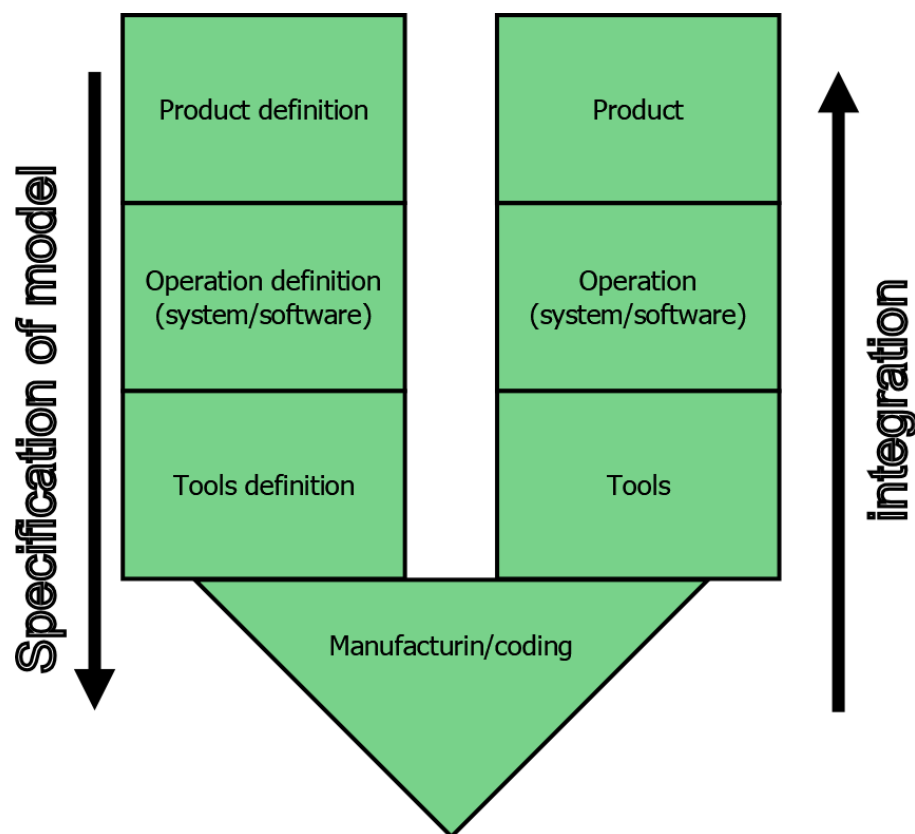 Product definition
Product
Operation definition
(system/software)
Operation
(system/software)
Tools definition
Tools
Manufacturin/coding
Specification of model
integration